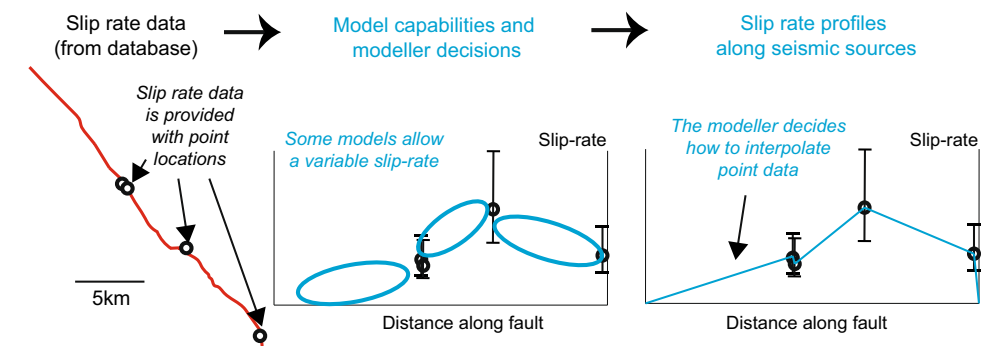 Slip rate data
(from database)
Model capabilities and
modeller decisions
Slip rate profiles
along seismic sources
Slip rate data
is provided
with point
locations
5km
Some models allow
a variable slip-rate
Slip-rate
Distance along fault
The modeller decides
how to interpolate
point data
Slip-rate
Distance along fault